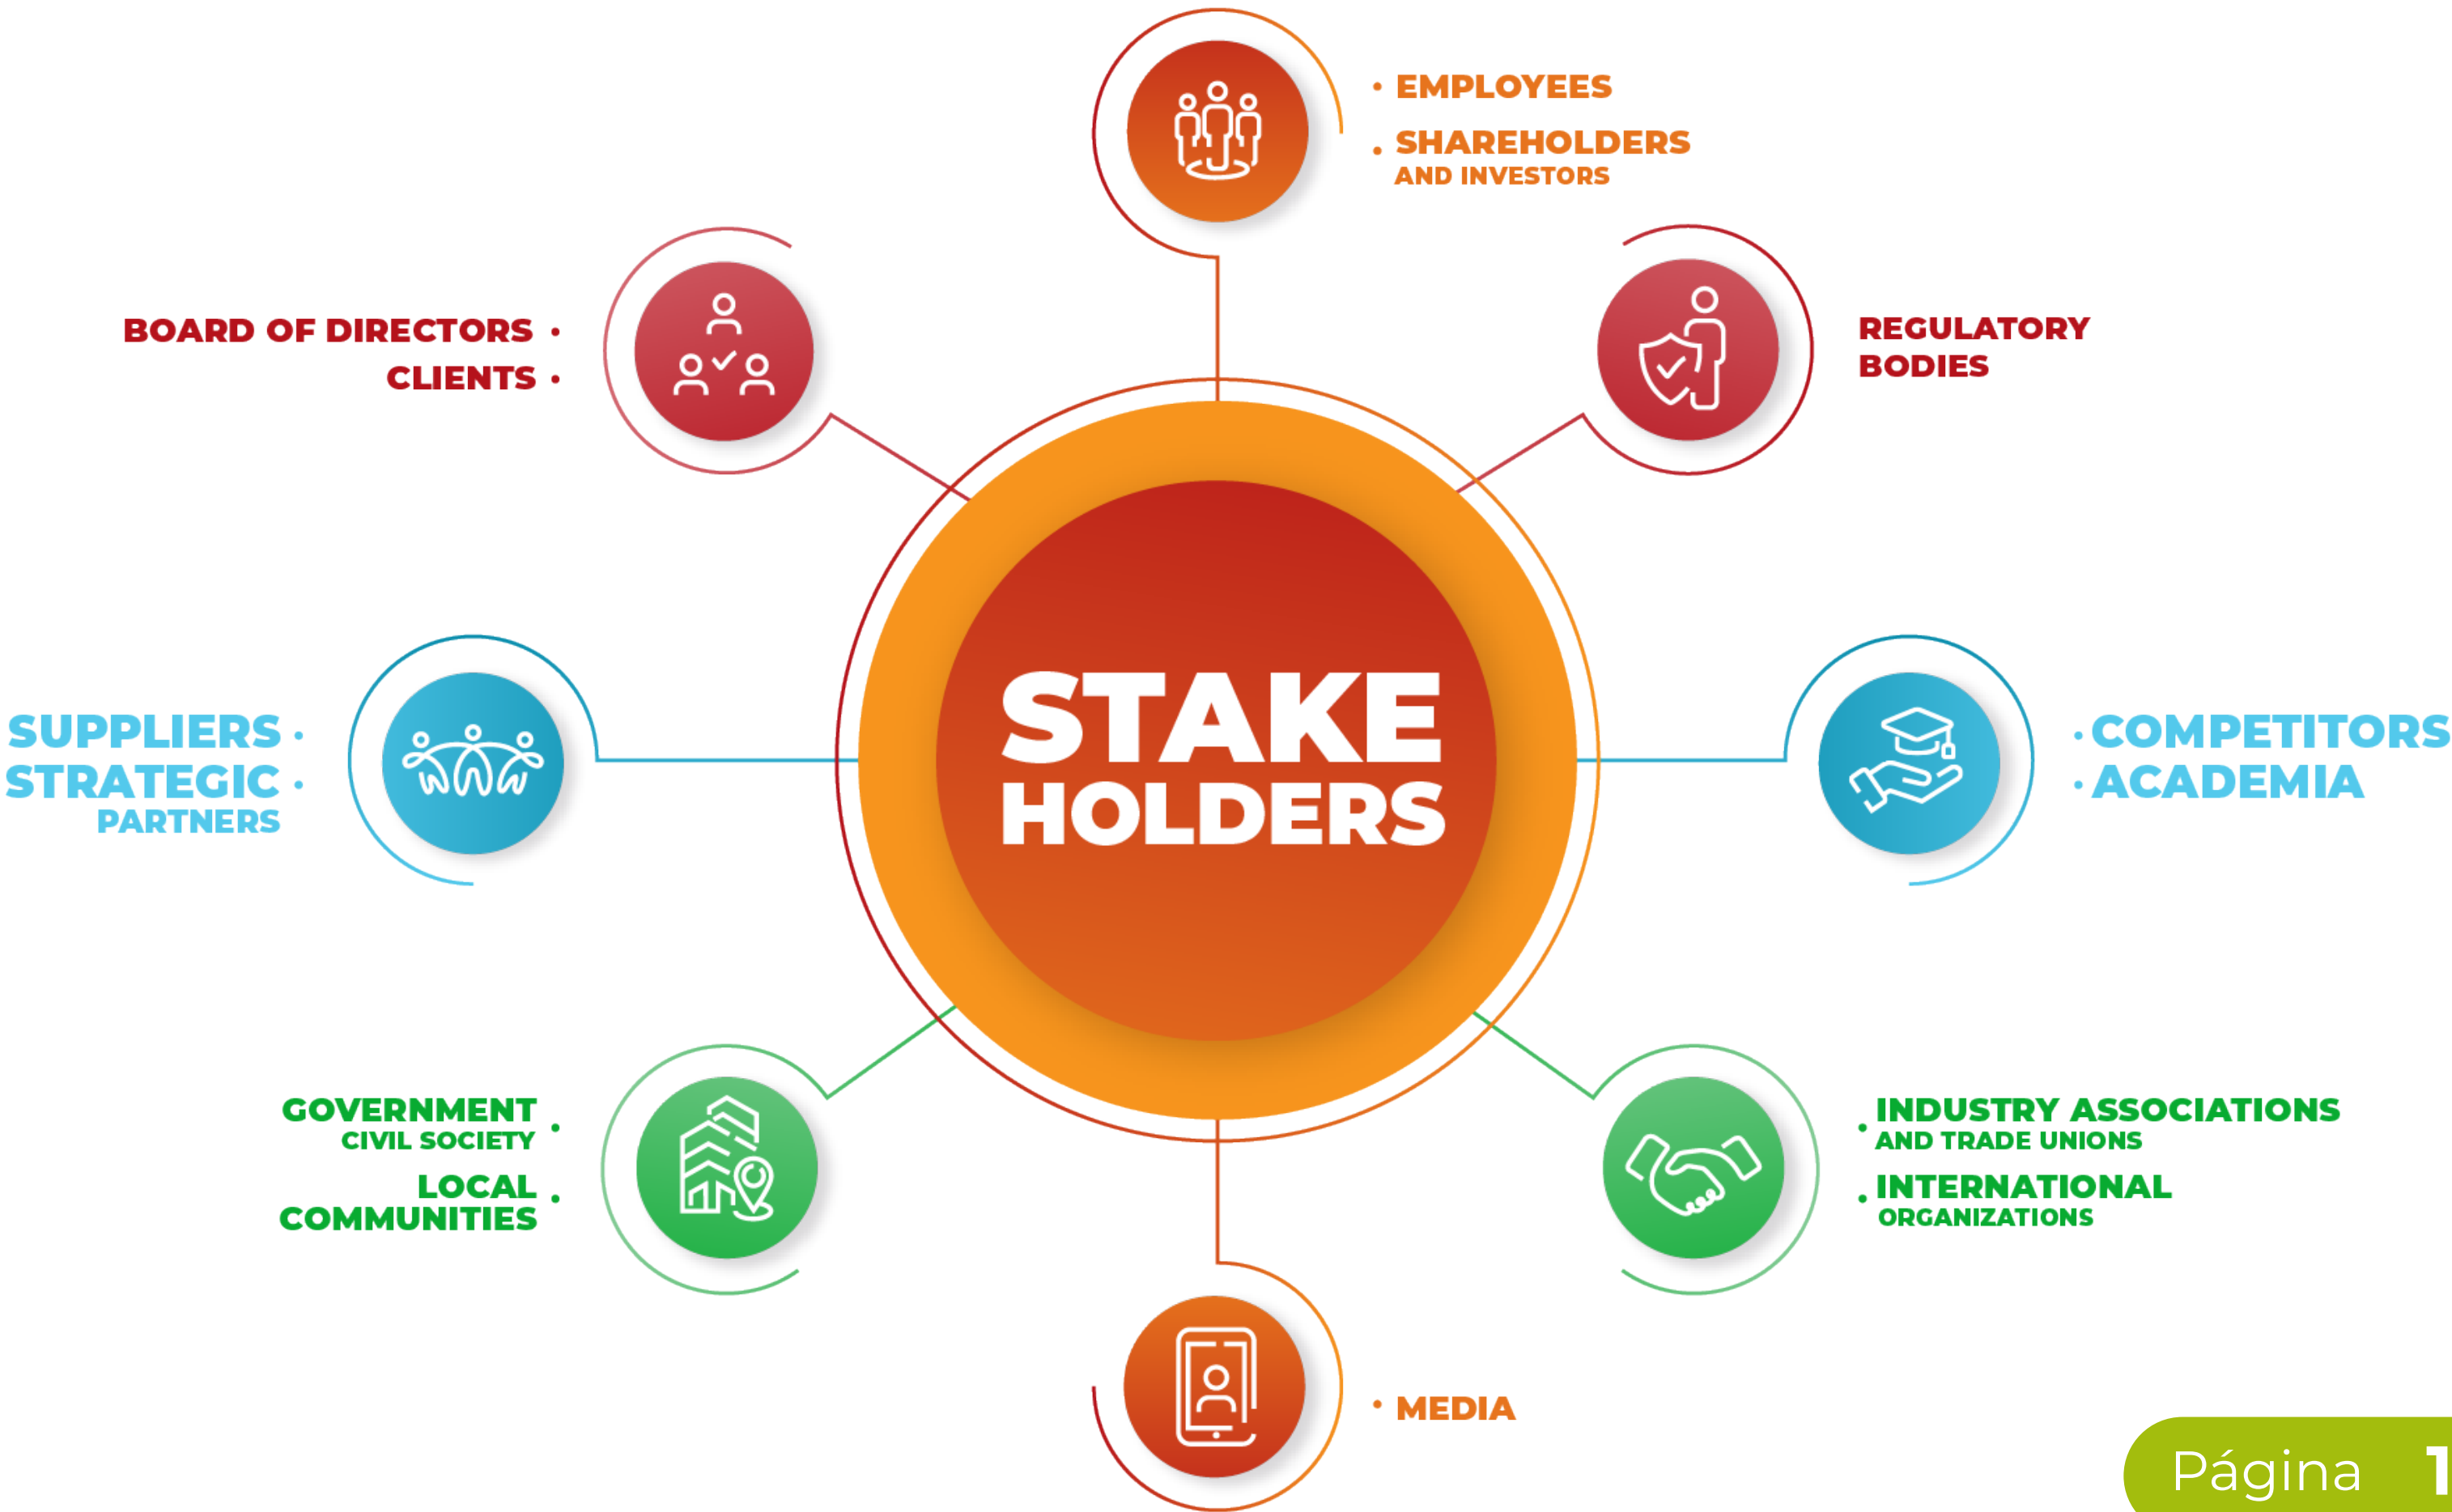 EMPLOYEES
SHAREHOLDERS
AND INVESTORS
BOARD OF DIRECTORS
CLIENTS
REGULATORY
BODIES
STAKE
HOLDERS
SUPPLIERS
STRATEGIC
PARTNERS
COMPETITORS
ACADEMIA
GOVERNMENT
CIVIL SOCIETY
LOCAL
COMMUNITIES
INDUSTRY ASSOCIATIONS
AND TRADE UNIONS
INTERNATIONAL
ORGANIZATIONS
MEDIA
Página 1